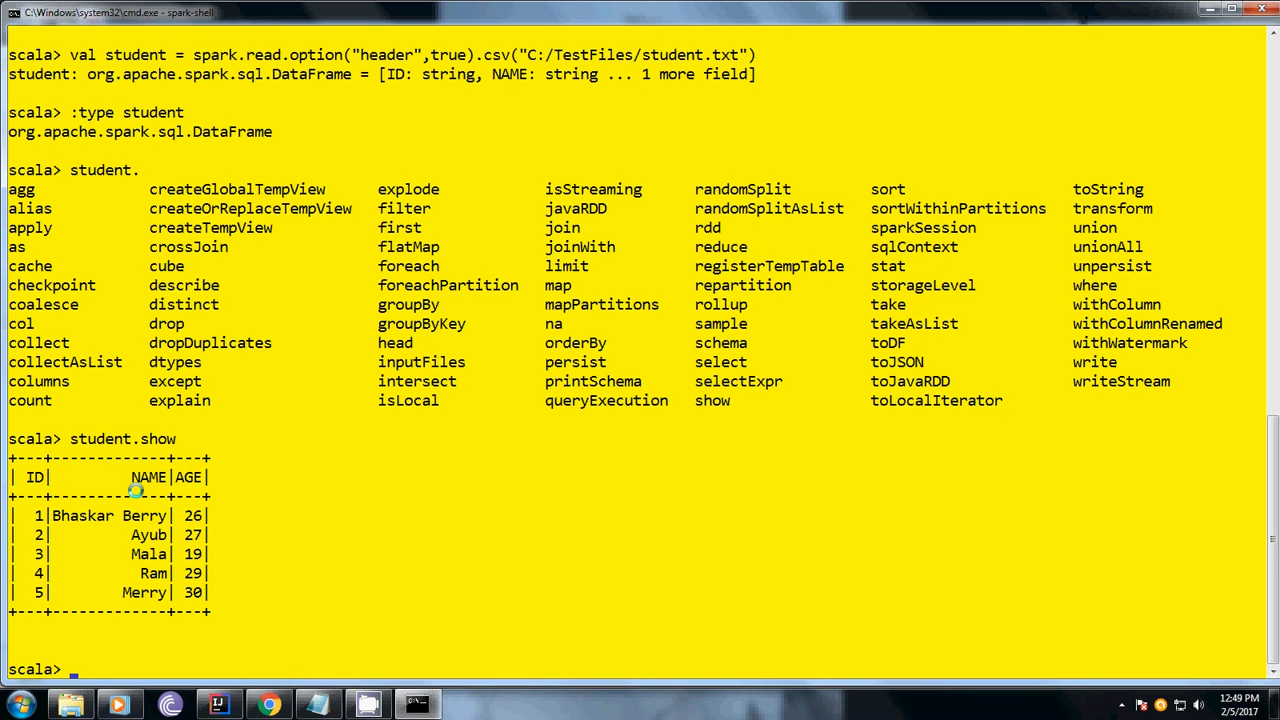 C:\Windows\system32\cmd.exe - spark-shell
scala> val student = spark.read.option("header",true).csv("C:/TestFiles/student.txt")
student: org.apache.spark.sql.DataFrame = [ID: string, NAME: string ... 1 more field]
scala> :type student
org.apache.spark.sql.DataFrame
scala> student.
agg createGlobalTempView explode isStreaming randomSplit sort toString
alias createOrReplaceTempView filter javaRDD randomSplitAsList sortWithinPartitions transform
apply createTempView first join rdd sparkSession union
as crossJoin flatMap joinWith reduce sqlContext unionAll
cache cube foreach limit registerTempTable stat unpersist
checkpoint describe foreachPartition map repartition storageLevel where
coalesce distinct groupBy mapPartitions rollup take withColumn
col drop groupByKey na sample takeAsList withColumnRenamed
collect dropDuplicates head orderBy schema toDF withWatermark
collectAsList dtypes inputFiles persist select toJSON write
columns except intersect printSchema selectExpr toJavaRDD writeStream
count explain isLocal queryExecution show toLocalIterator
scala> student.show
+---+-------------+---+
| ID|         NAME|AGE|
+---+-------------+---+
|  1|Bhaskar Berry| 26|
|  2|         Ayub| 27|
|  3|         Mala| 19|
|  4|          Ram| 29|
|  5|        Merry| 30|
+---+-------------+---+
scala>
12:49 PM
2/5/2017